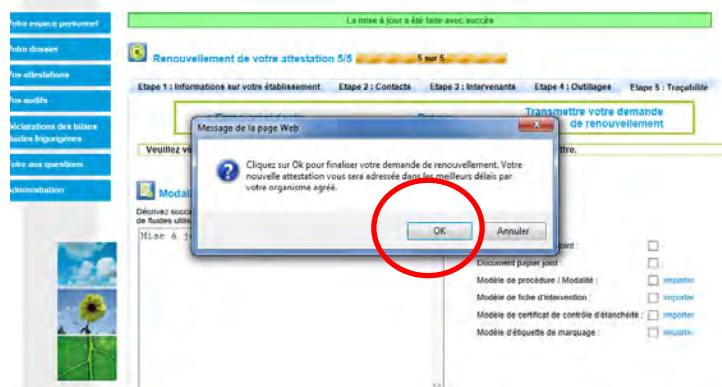 Votre espace personnel
La mise à jour a été faite avec succès
Votre dossier
Renouvellement de votre attestation 5/5
5 sur 5
Vos attestations
Etape 1 : Informations sur votre établissement
Etape 2 : Contacts
Etape 3 : Intervenants
Etape 4 : Outillages
Etape 5 : Traçabilité
Vos audits
Transmettre votre demande
de renouvellement
Message de la page Web
Déclarations des bilans
fluides frigorigènes
Veuillez
Cliquez sur Ok pour finaliser votre demande de renouvellement. Votre
nouvelle attestation vous sera adressée dans les meilleurs délais par
votre organisme agréé.
Foire aux questions
Administration
OK
Annuler
Décrivez
de fluides
Mise à
joint :
Document papier joint :
Modèle de procédure / Modalité :
importer
Modèle de fiche d'intervention :
Modèle de certificat de contrôle d'étanchéité :
importer
Modèle d'étiquette de marquage :
importer